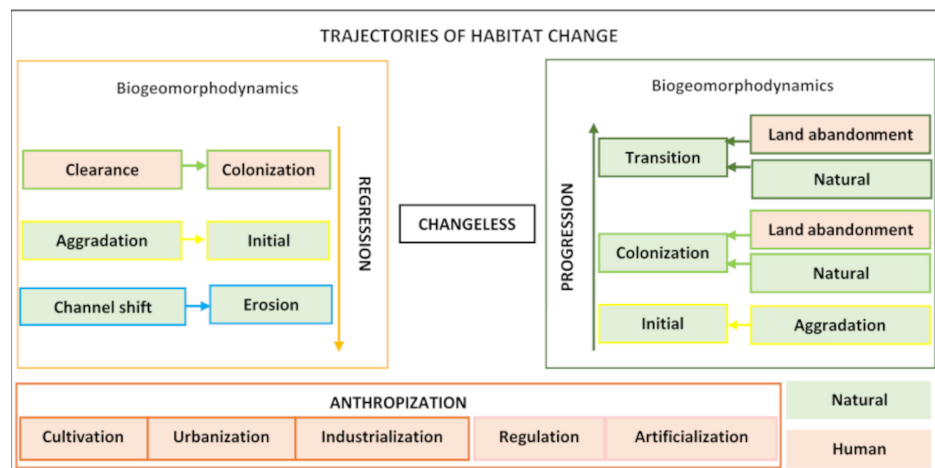 TRAJECTORIES OF HABITAT CHANGE
Biogeomorphodynamics
Clearance
Colonization
Aggradation
Initial
Channel shift
Erosion
REGRESSION
CHANGELESS
Biogeomorphodynamics
PROGRESSION
Transition
Land abandonment
Natural
Colonization
Land abandonment
Natural
Initial
Aggradation
ANTHROPIZATION
Cultivation
Urbanization
Industrialization
Regulation
Artificialization
Natural
Human